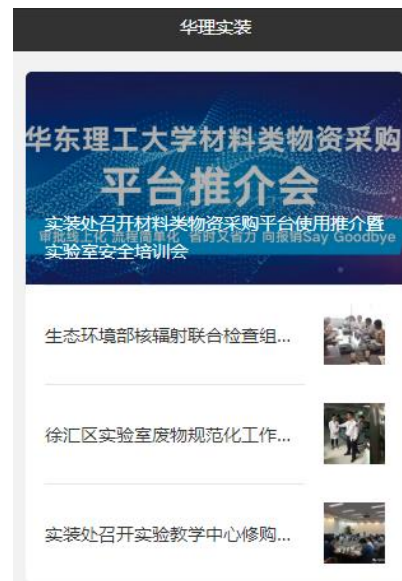 华理实装
华东理工大学材料类物资采购
平台推介会
实装处召开材料类物资采购平台使用推介暨
审批线上化 流程简单化 省时又省力 向报销Say Goodbye
实验室安全培训会
生态环境部核辐射联合检查组...
徐汇区实验室废物规范化工作...
实装处召开实验教学中心修购...